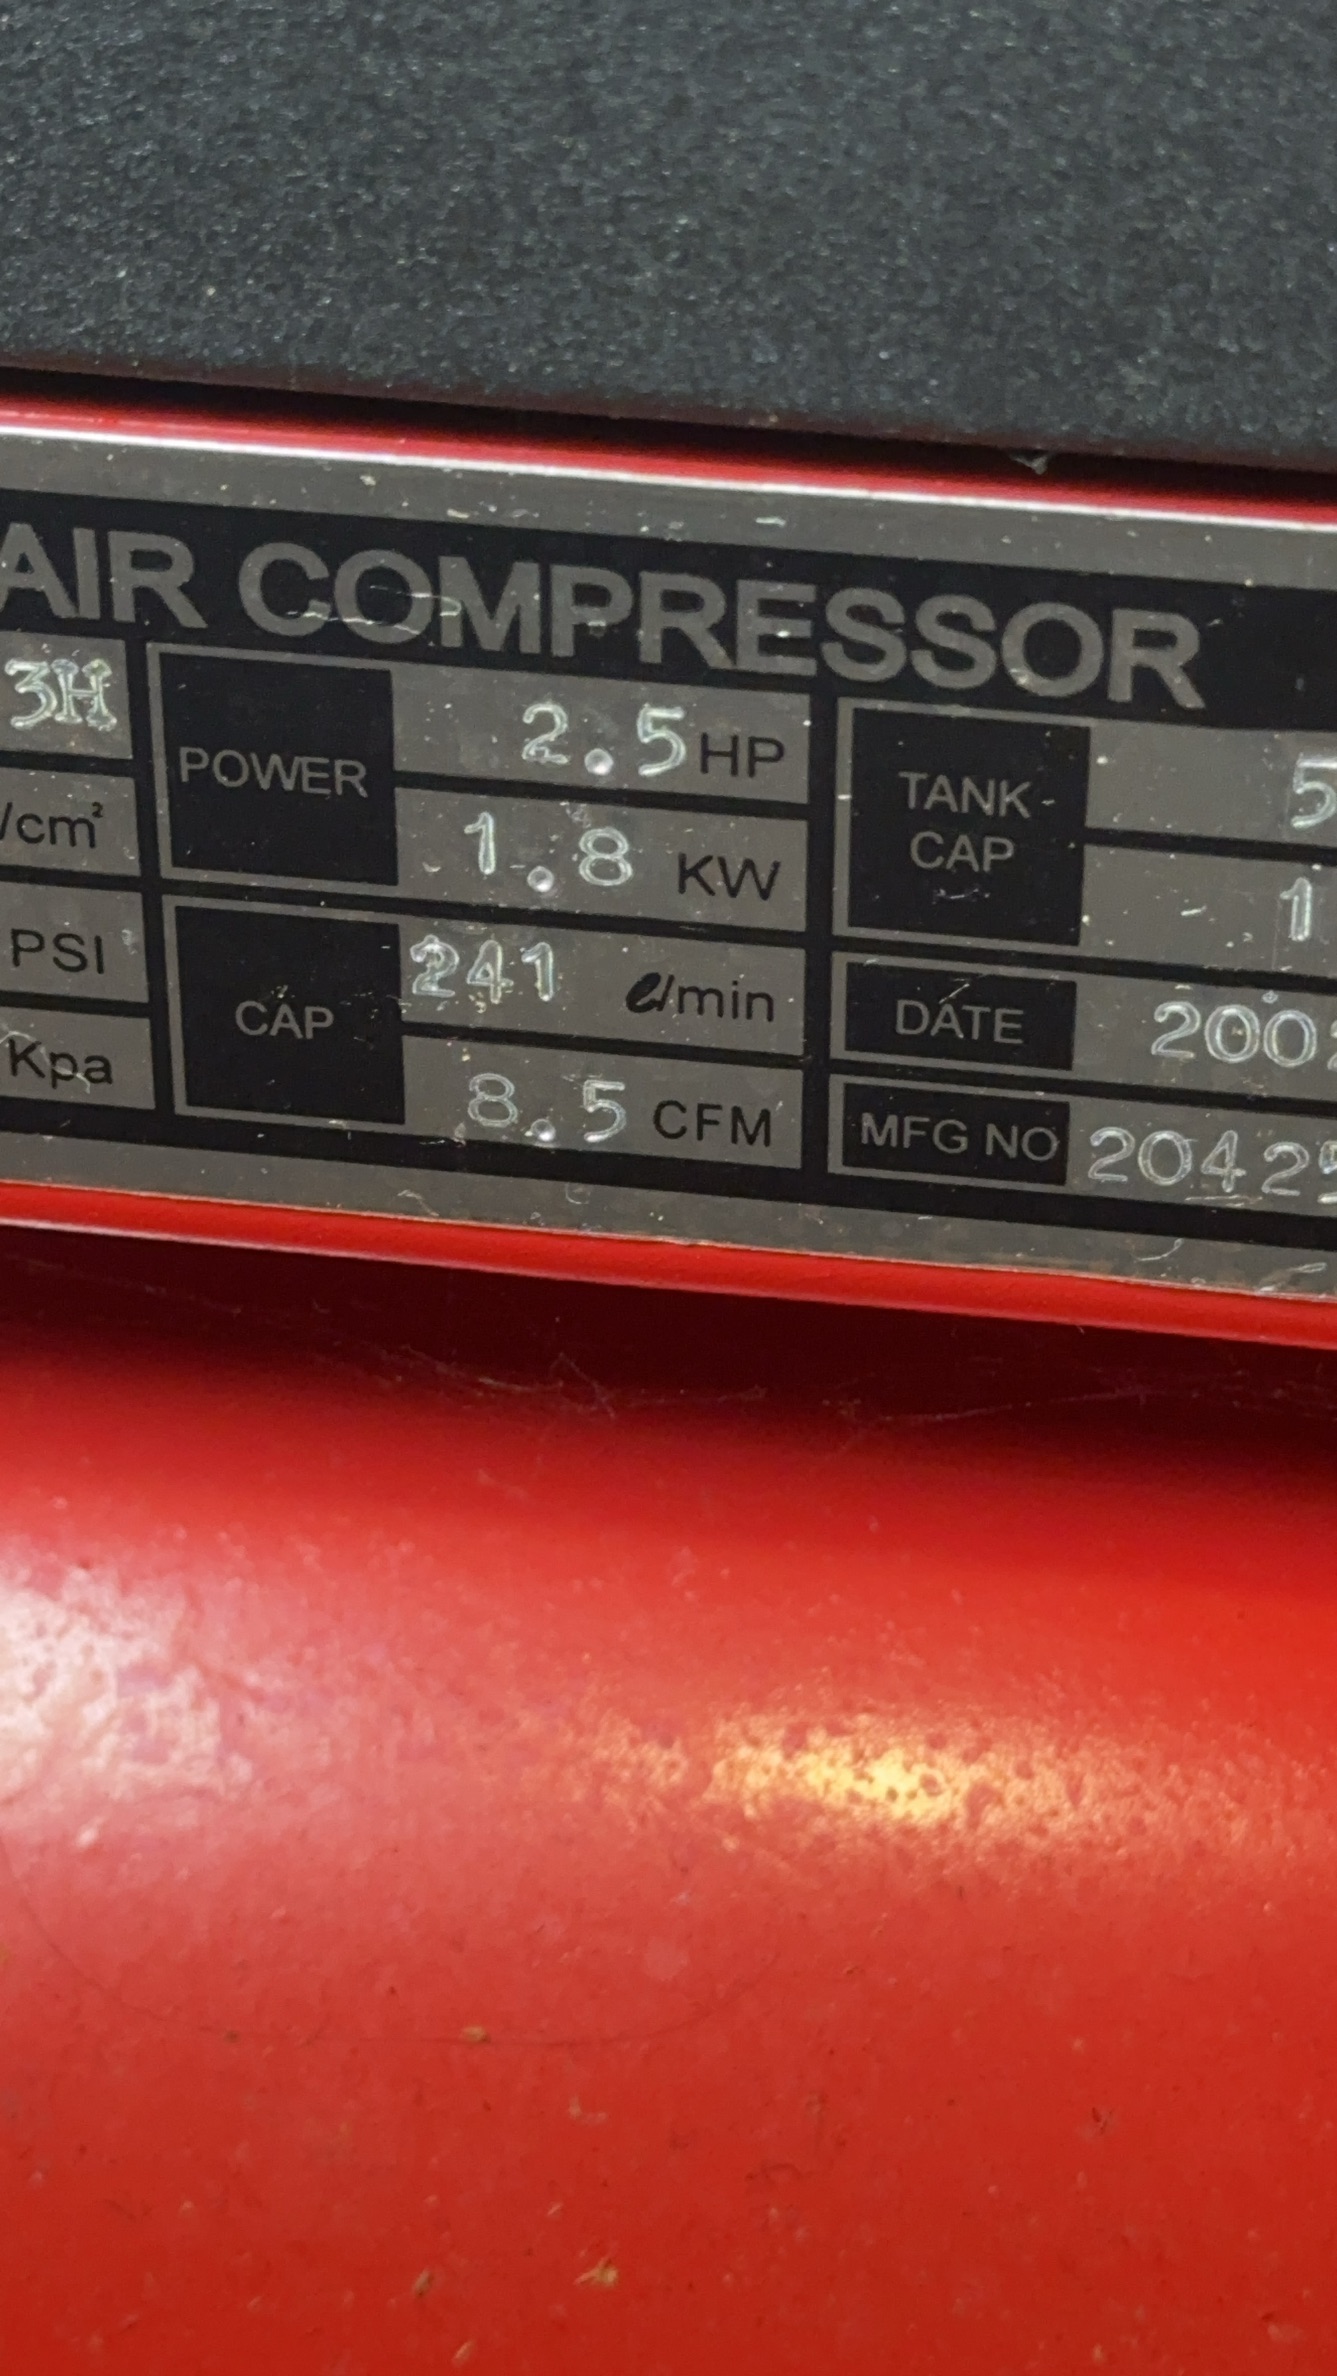 AIR COMPRESSOR
3H
/cm²
PSI
Kpa
POWER
2.5 HP
1.8 KW
CAP
241 ℓ/min
8.5 CFM
TANK
CAP
5
1
DATE
200
MFG NO
2042